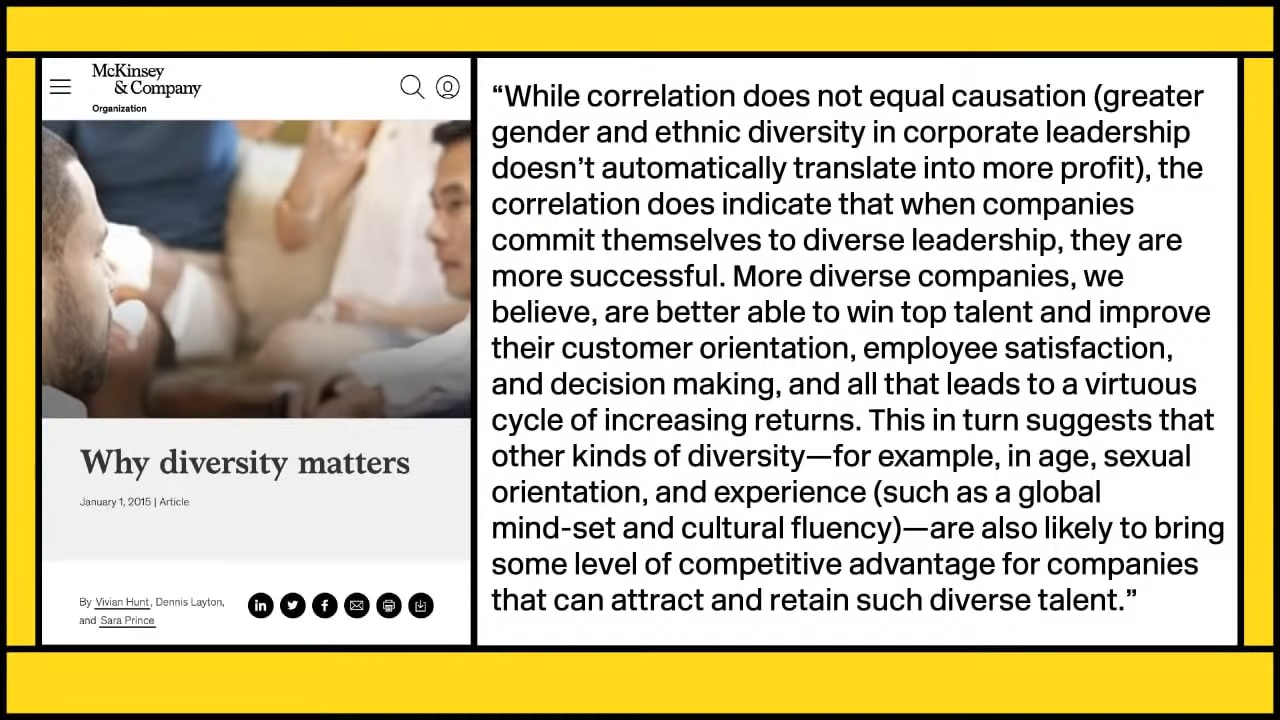 McKinsey
& Company
Organization
Why diversity matters
January 1, 2015 | Article
By Vivian Hunt, Dennis Layton,
and Sara Prince
“While correlation does not equal causation (greater
gender and ethnic diversity in corporate leadership
doesn’t automatically translate into more profit), the
correlation does indicate that when companies
commit themselves to diverse leadership, they are
more successful. More diverse companies, we
believe, are better able to win top talent and improve
their customer orientation, employee satisfaction,
and decision making, and all that leads to a virtuous
cycle of increasing returns. This in turn suggests that
other kinds of diversity—for example, in age, sexual
orientation, and experience (such as a global
mind-set and cultural fluency)—are also likely to bring
some level of competitive advantage for companies
that can attract and retain such diverse talent.”